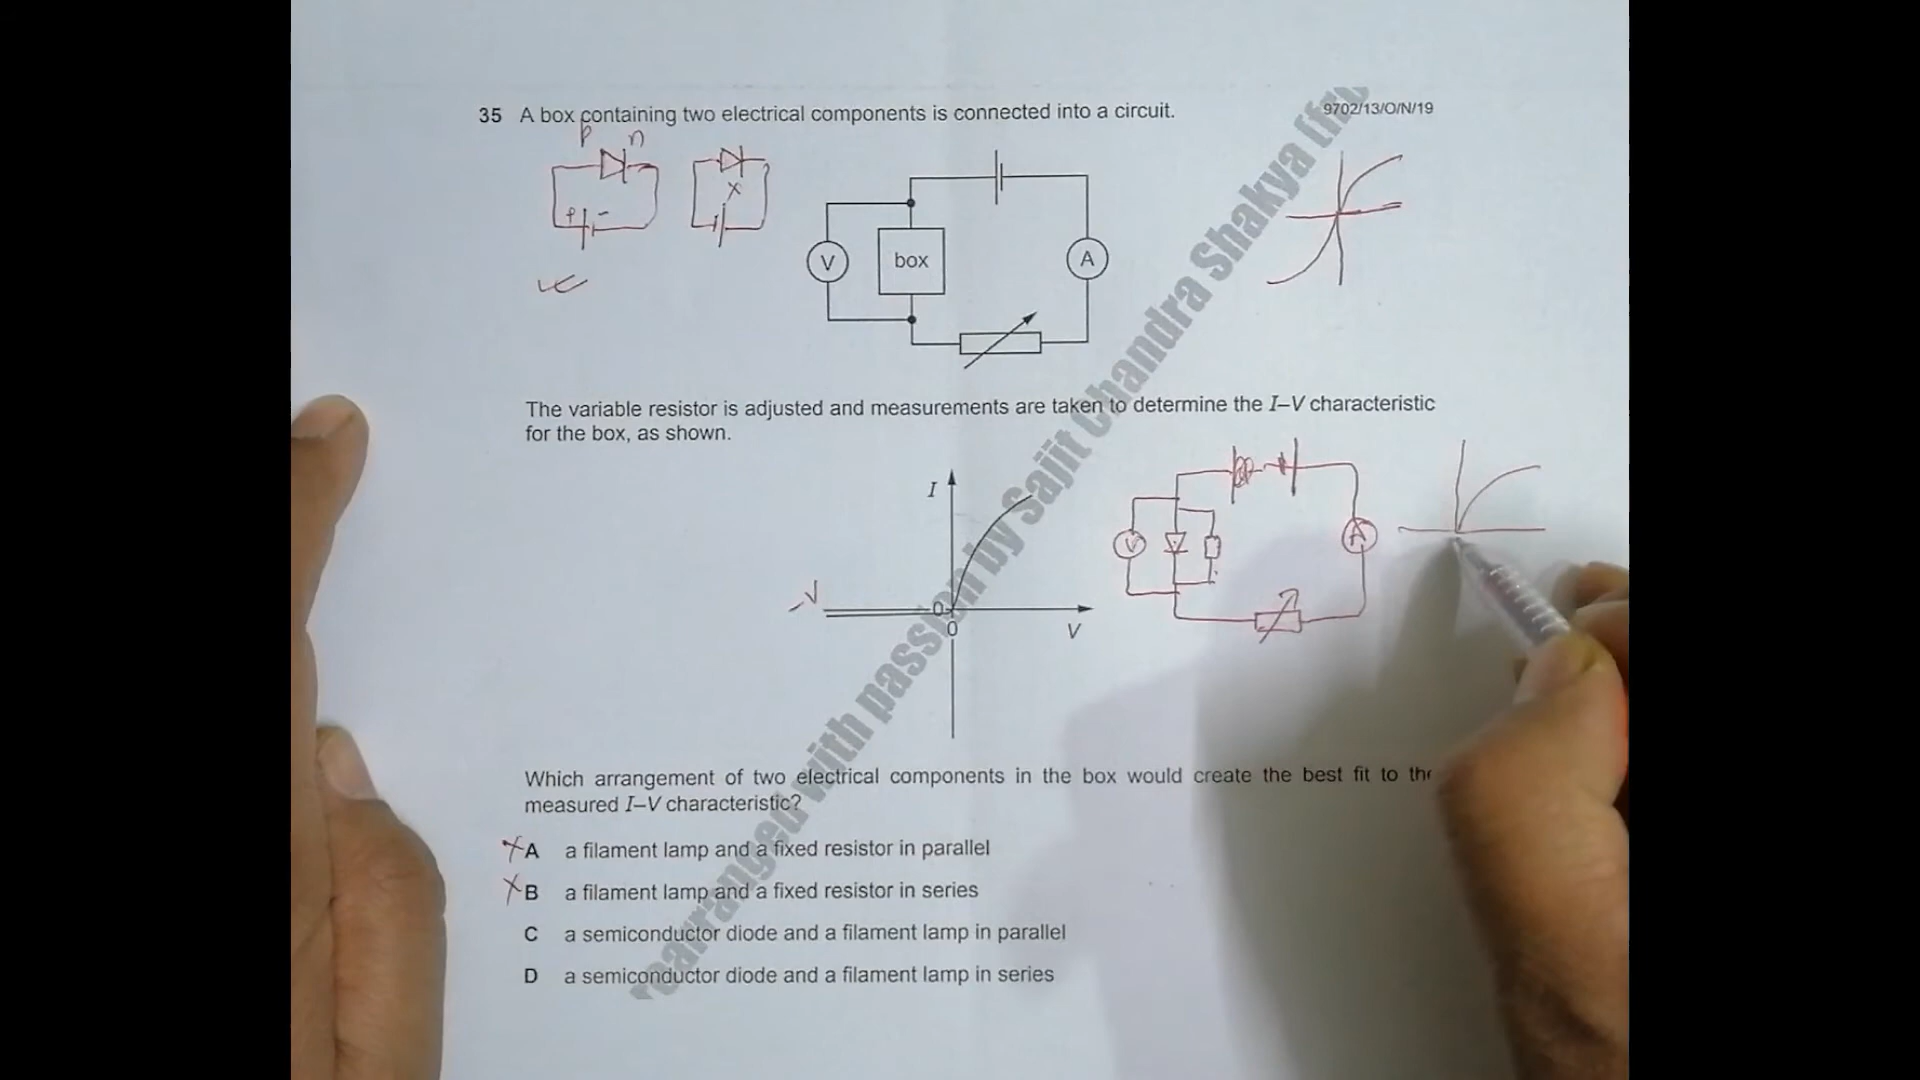 35 A box containing two electrical components is connected into a circuit.
9702/13/O/N/19
p n
+ -
V
box
A
The variable resistor is adjusted and measurements are taken to determine the I–V characteristic
for the box, as shown.
I
0
0
V
V
A
Which arrangement of two electrical components in the box would create the best fit to the
measured I–V characteristic?
A a filament lamp and a fixed resistor in parallel
B a filament lamp and a fixed resistor in series
C a semiconductor diode and a filament lamp in parallel
D a semiconductor diode and a filament lamp in series
rearranged with passion by Sajit Chandra Shakya